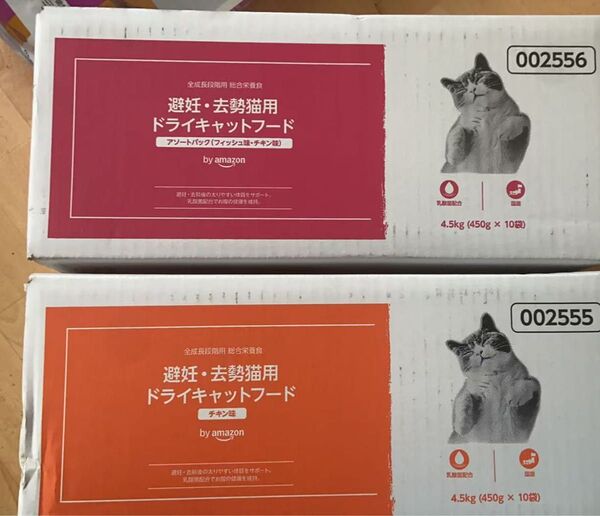 全成長段階用 総合栄養食
避妊・去勢猫用
ドライキャットフード
アソートパック(フィッシュ味・チキン味)
by amazon
避妊・去勢後の太りやすい体質をサポート。
乳酸菌配合でお腹の健康を維持。
002556
乳酸菌配合
国産
4.5kg (450g × 10袋)
全成長段階用 総合栄養食
避妊・去勢猫用
ドライキャットフード
チキン味
by amazon
避妊・去勢後の太りやすい体質をサポート。
乳酸菌配合でお腹の健康を維持。
002555
乳酸菌配合
国産
4.5kg (450g × 10袋)